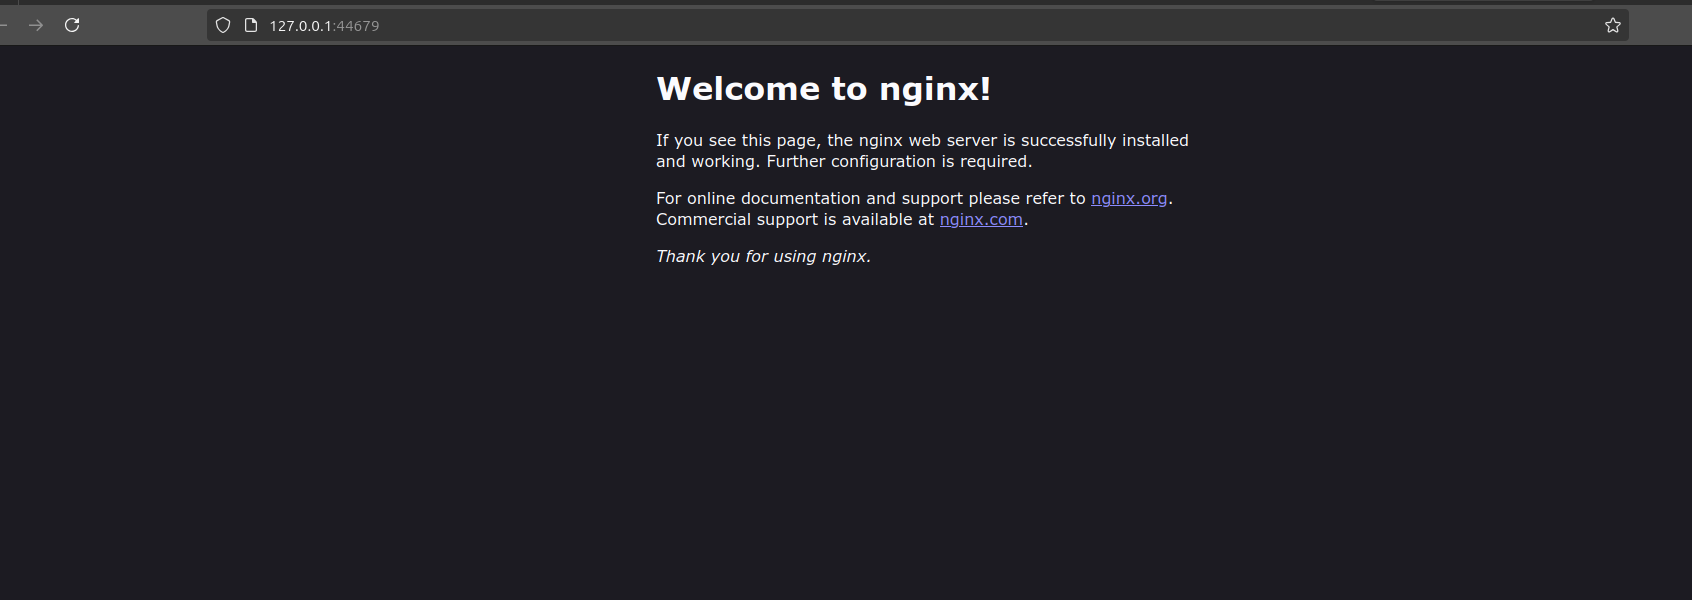 127.0.0.1:44679
Welcome to nginx!
If you see this page, the nginx web server is successfully installed
and working. Further configuration is required.
For online documentation and support please refer to nginx.org.
Commercial support is available at nginx.com.
Thank you for using nginx.